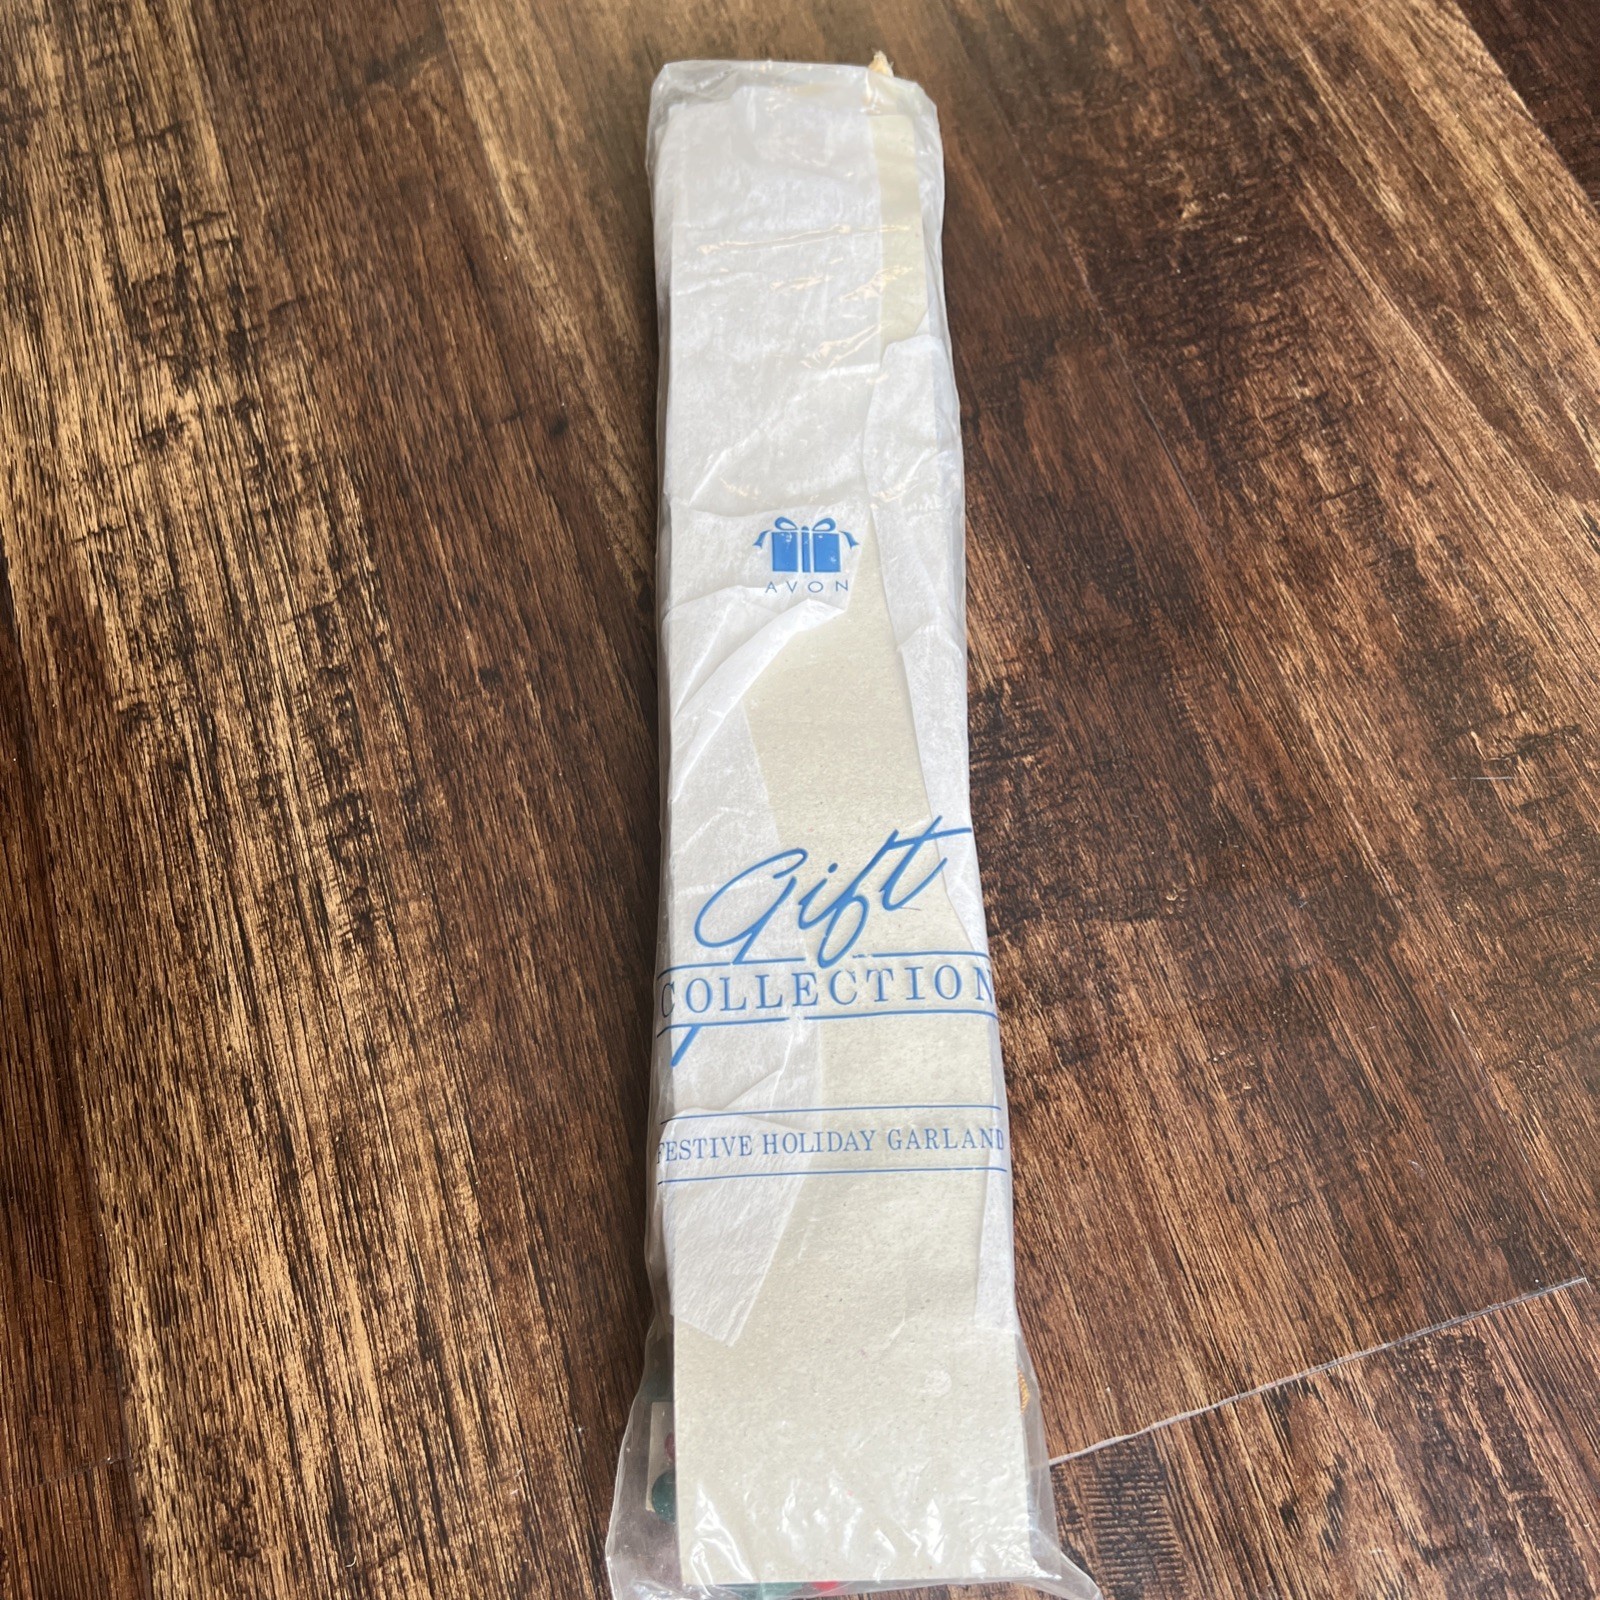 AVON
Gift
COLLECTION
FESTIVE HOLIDAY GARLAND